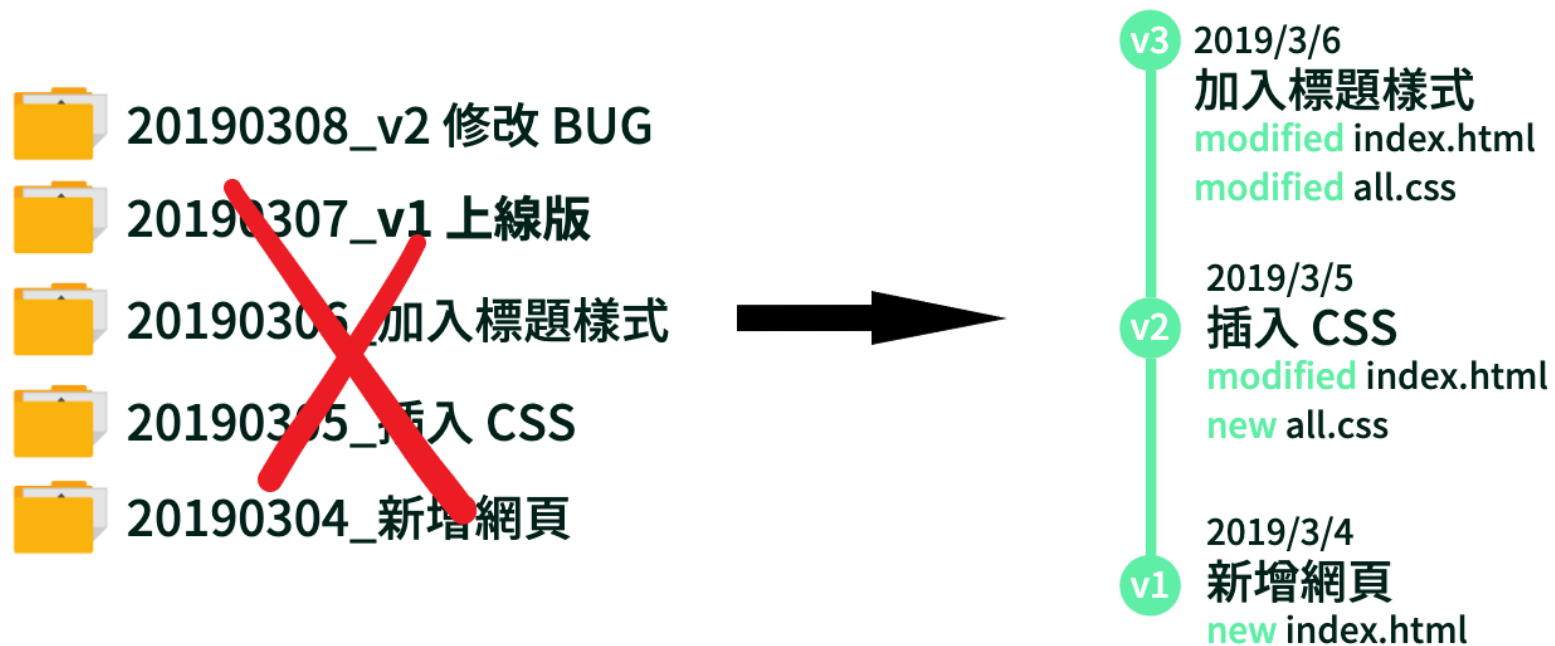 20190308_v2 修改 BUG
20190307_v1 上線版
20190306_加入標題樣式
20190305_插入 CSS
20190304_新增網頁
v3
2019/3/6
加入標題樣式
modified index.html
modified all.css
v2
2019/3/5
插入 CSS
modified index.html
new all.css
v1
2019/3/4
新增網頁
new index.html